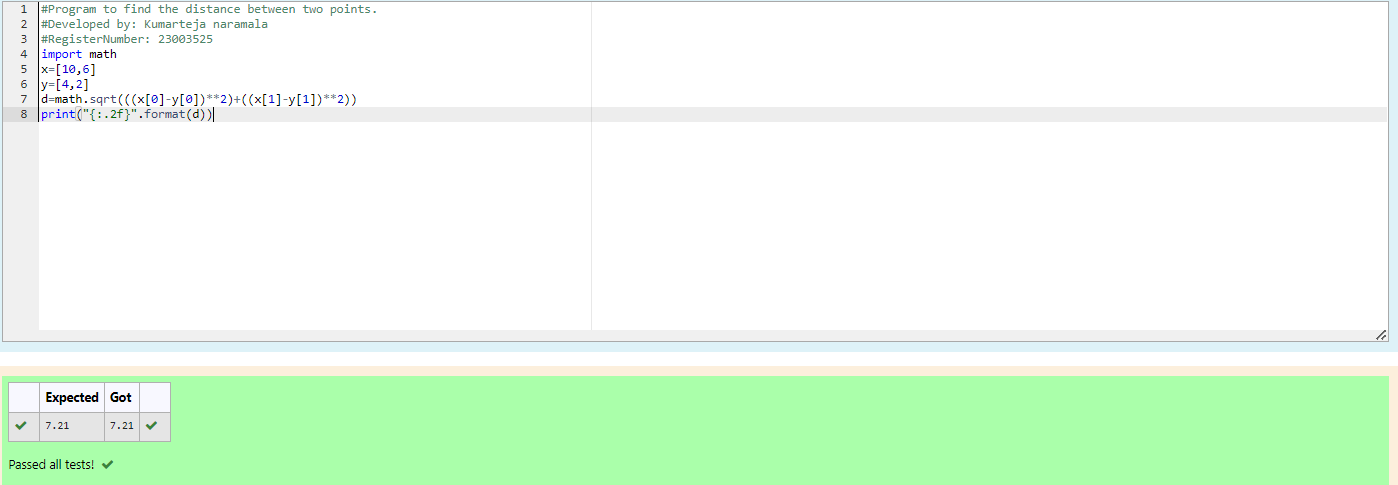 1 #Program to find the distance between two points.
2 #Developed by: Kumarteja naramala
3 #RegisterNumber: 23003525
4 import math
5 x=[10,6]
6 y=[4,2]
7 d=math.sqrt(((x[0]-y[0])**2)+((x[1]-y[1])**2))
8 print("{:.2f}".format(d))
Expected Got
7.21 7.21
Passed all tests!